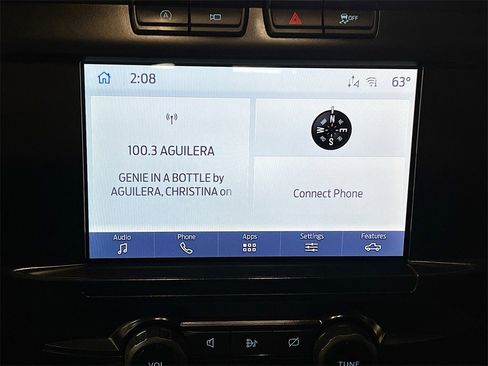 OFF
2:08
63°
100.3 AGUILERA
GENIE IN A BOTTLE by
AGUILERA, CHRISTINA on
N
W E
S
Connect Phone
Audio Phone Apps Settings Features
VOL TUNE